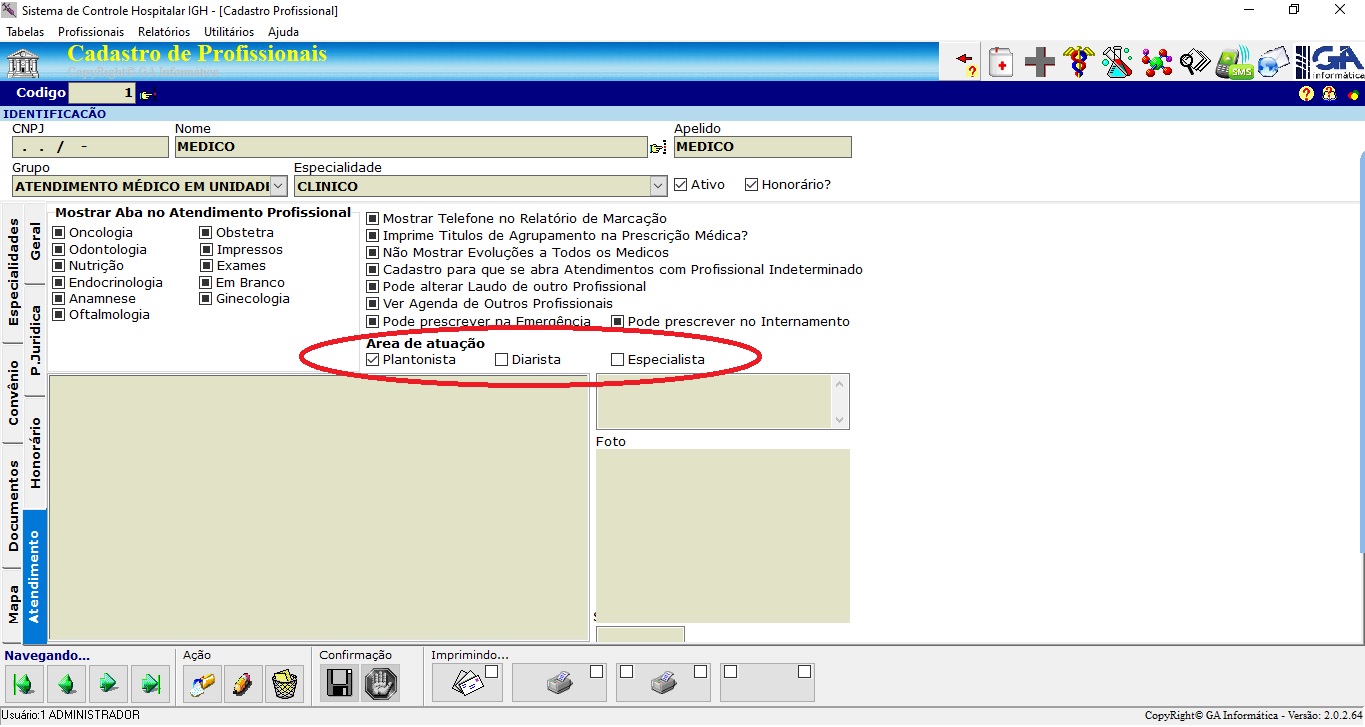 Sistema de Controle Hospitalar IGH - [Cadastro Profissional]
Tabelas Profissionais Relatórios Utilitários Ajuda
Cadastro de Profissionais
CopyRight© GA Informática
SMS
GA
informática
Codigo 1
IDENTIFICACÃO
CNPJ Nome Apelido
. . / - MEDICO MEDICO
Grupo Especialidade
ATENDIMENTO MÉDICO EM UNIDADI CLINICO Ativo Honorário?
Especialidades
Convênio
Documentos
Mapa
Geral
P.Juridica
Honorário
Atendimento
Mostrar Aba no Atendimento Profissional
Oncologia Obstetra
Odontologia Impressos
Nutrição Exames
Endocrinologia Em Branco
Anamnese Ginecologia
Oftalmologia
Mostrar Telefone no Relatório de Marcação
Imprime Titulos de Agrupamento na Prescrição Médica?
Não Mostrar Evoluções a Todos os Medicos
Cadastro para que se abra Atendimentos com Profissional Indeterminado
Pode alterar Laudo de outro Profissional
Ver Agenda de Outros Profissionais
Pode prescrever na Emergência Pode prescrever no Internamento
Area de atuação
Plantonista Diarista Especialista
Foto
Navegando... Ação Confirmação Imprimindo...
Usuário:1 ADMINISTRADOR CopyRight© GA Informática - Versão: 2.0.2.64